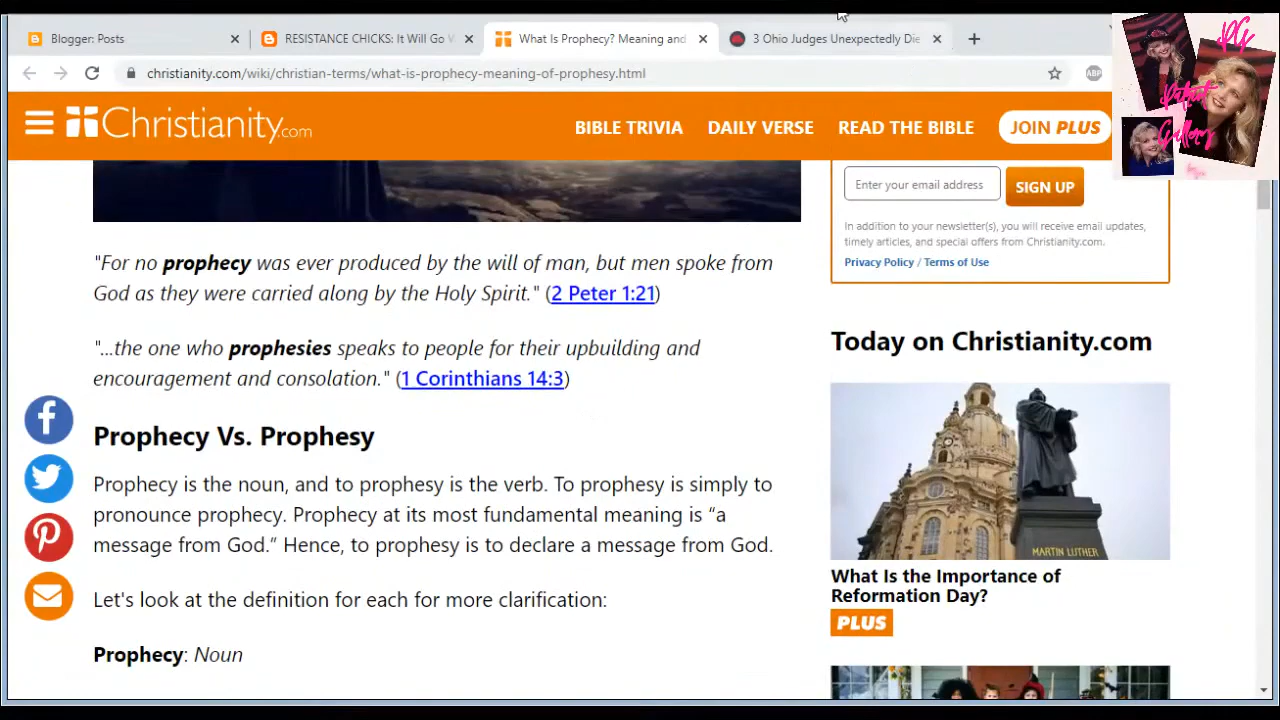 Blogger: Posts
RESISTANCE CHICKS: It Will Go
What Is Prophecy? Meaning and
3 Ohio Judges Unexpectedly Die
christianity.com/wiki/christian-terms/what-is-prophecy-meaning-of-prophesy.html
ABP
PG
Patriot
Gallery
Christianity.com
BIBLE TRIVIA
DAILY VERSE
READ THE BIBLE
JOIN PLUS
"For no prophecy was ever produced by the will of man, but men spoke from
God as they were carried along by the Holy Spirit." (2 Peter 1:21)
"...the one who prophesies speaks to people for their upbuilding and
encouragement and consolation." (1 Corinthians 14:3)
Prophecy Vs. Prophesy
Prophecy is the noun, and to prophesy is the verb. To prophesy is simply to
pronounce prophecy. Prophecy at its most fundamental meaning is “a
message from God.” Hence, to prophesy is to declare a message from God.
Let's look at the definition for each for more clarification:
Prophecy: Noun
Enter your email address
SIGN UP
In addition to your newsletter(s), you will receive email updates,
timely articles, and special offers from Christianity.com.
Privacy Policy / Terms of Use
Today on Christianity.com
MARTIN LUTHER
What Is the Importance of
Reformation Day?
PLUS